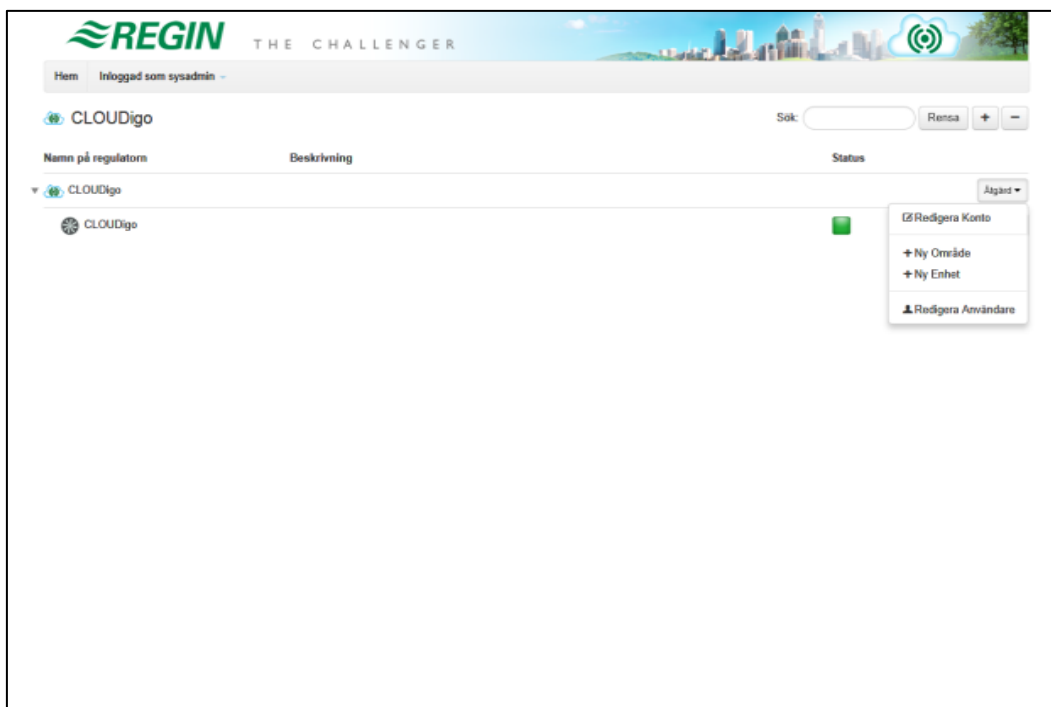 REGIN THE CHALLENGER
Hem Inloggad som sysadmin
CLOUDigo Sök: Rensa + −
Namn på regulatorn Beskrivning Status
CLOUDigo Åtgärd
CLOUDigo
Redigera Konto
+ Ny Område
+ Ny Enhet
Redigera Användare